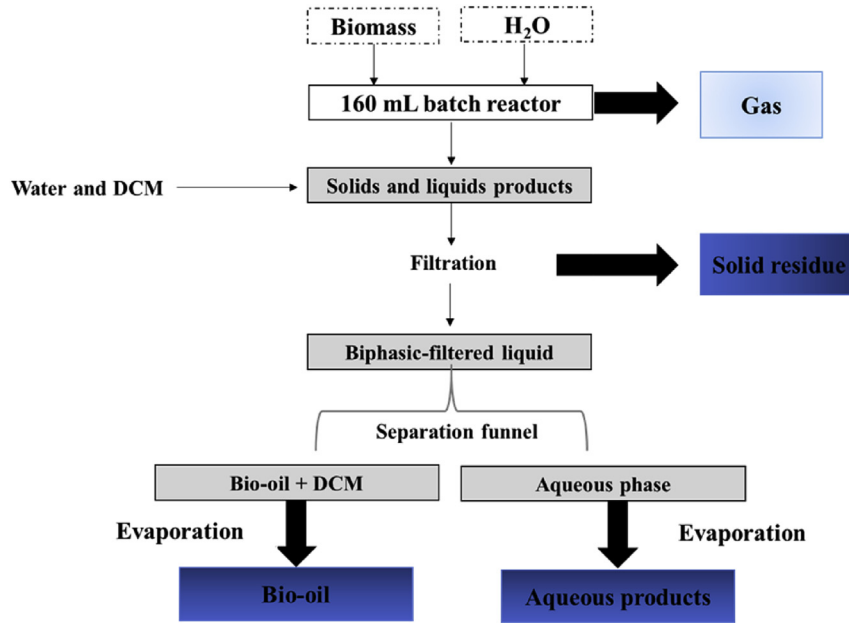 Biomass
H₂O
160 mL batch reactor
Gas
Water and DCM
Solids and liquids products
Filtration
Solid residue
Biphasic-filtered liquid
Separation funnel
Bio-oil + DCM
Aqueous phase
Evaporation
Evaporation
Bio-oil
Aqueous products